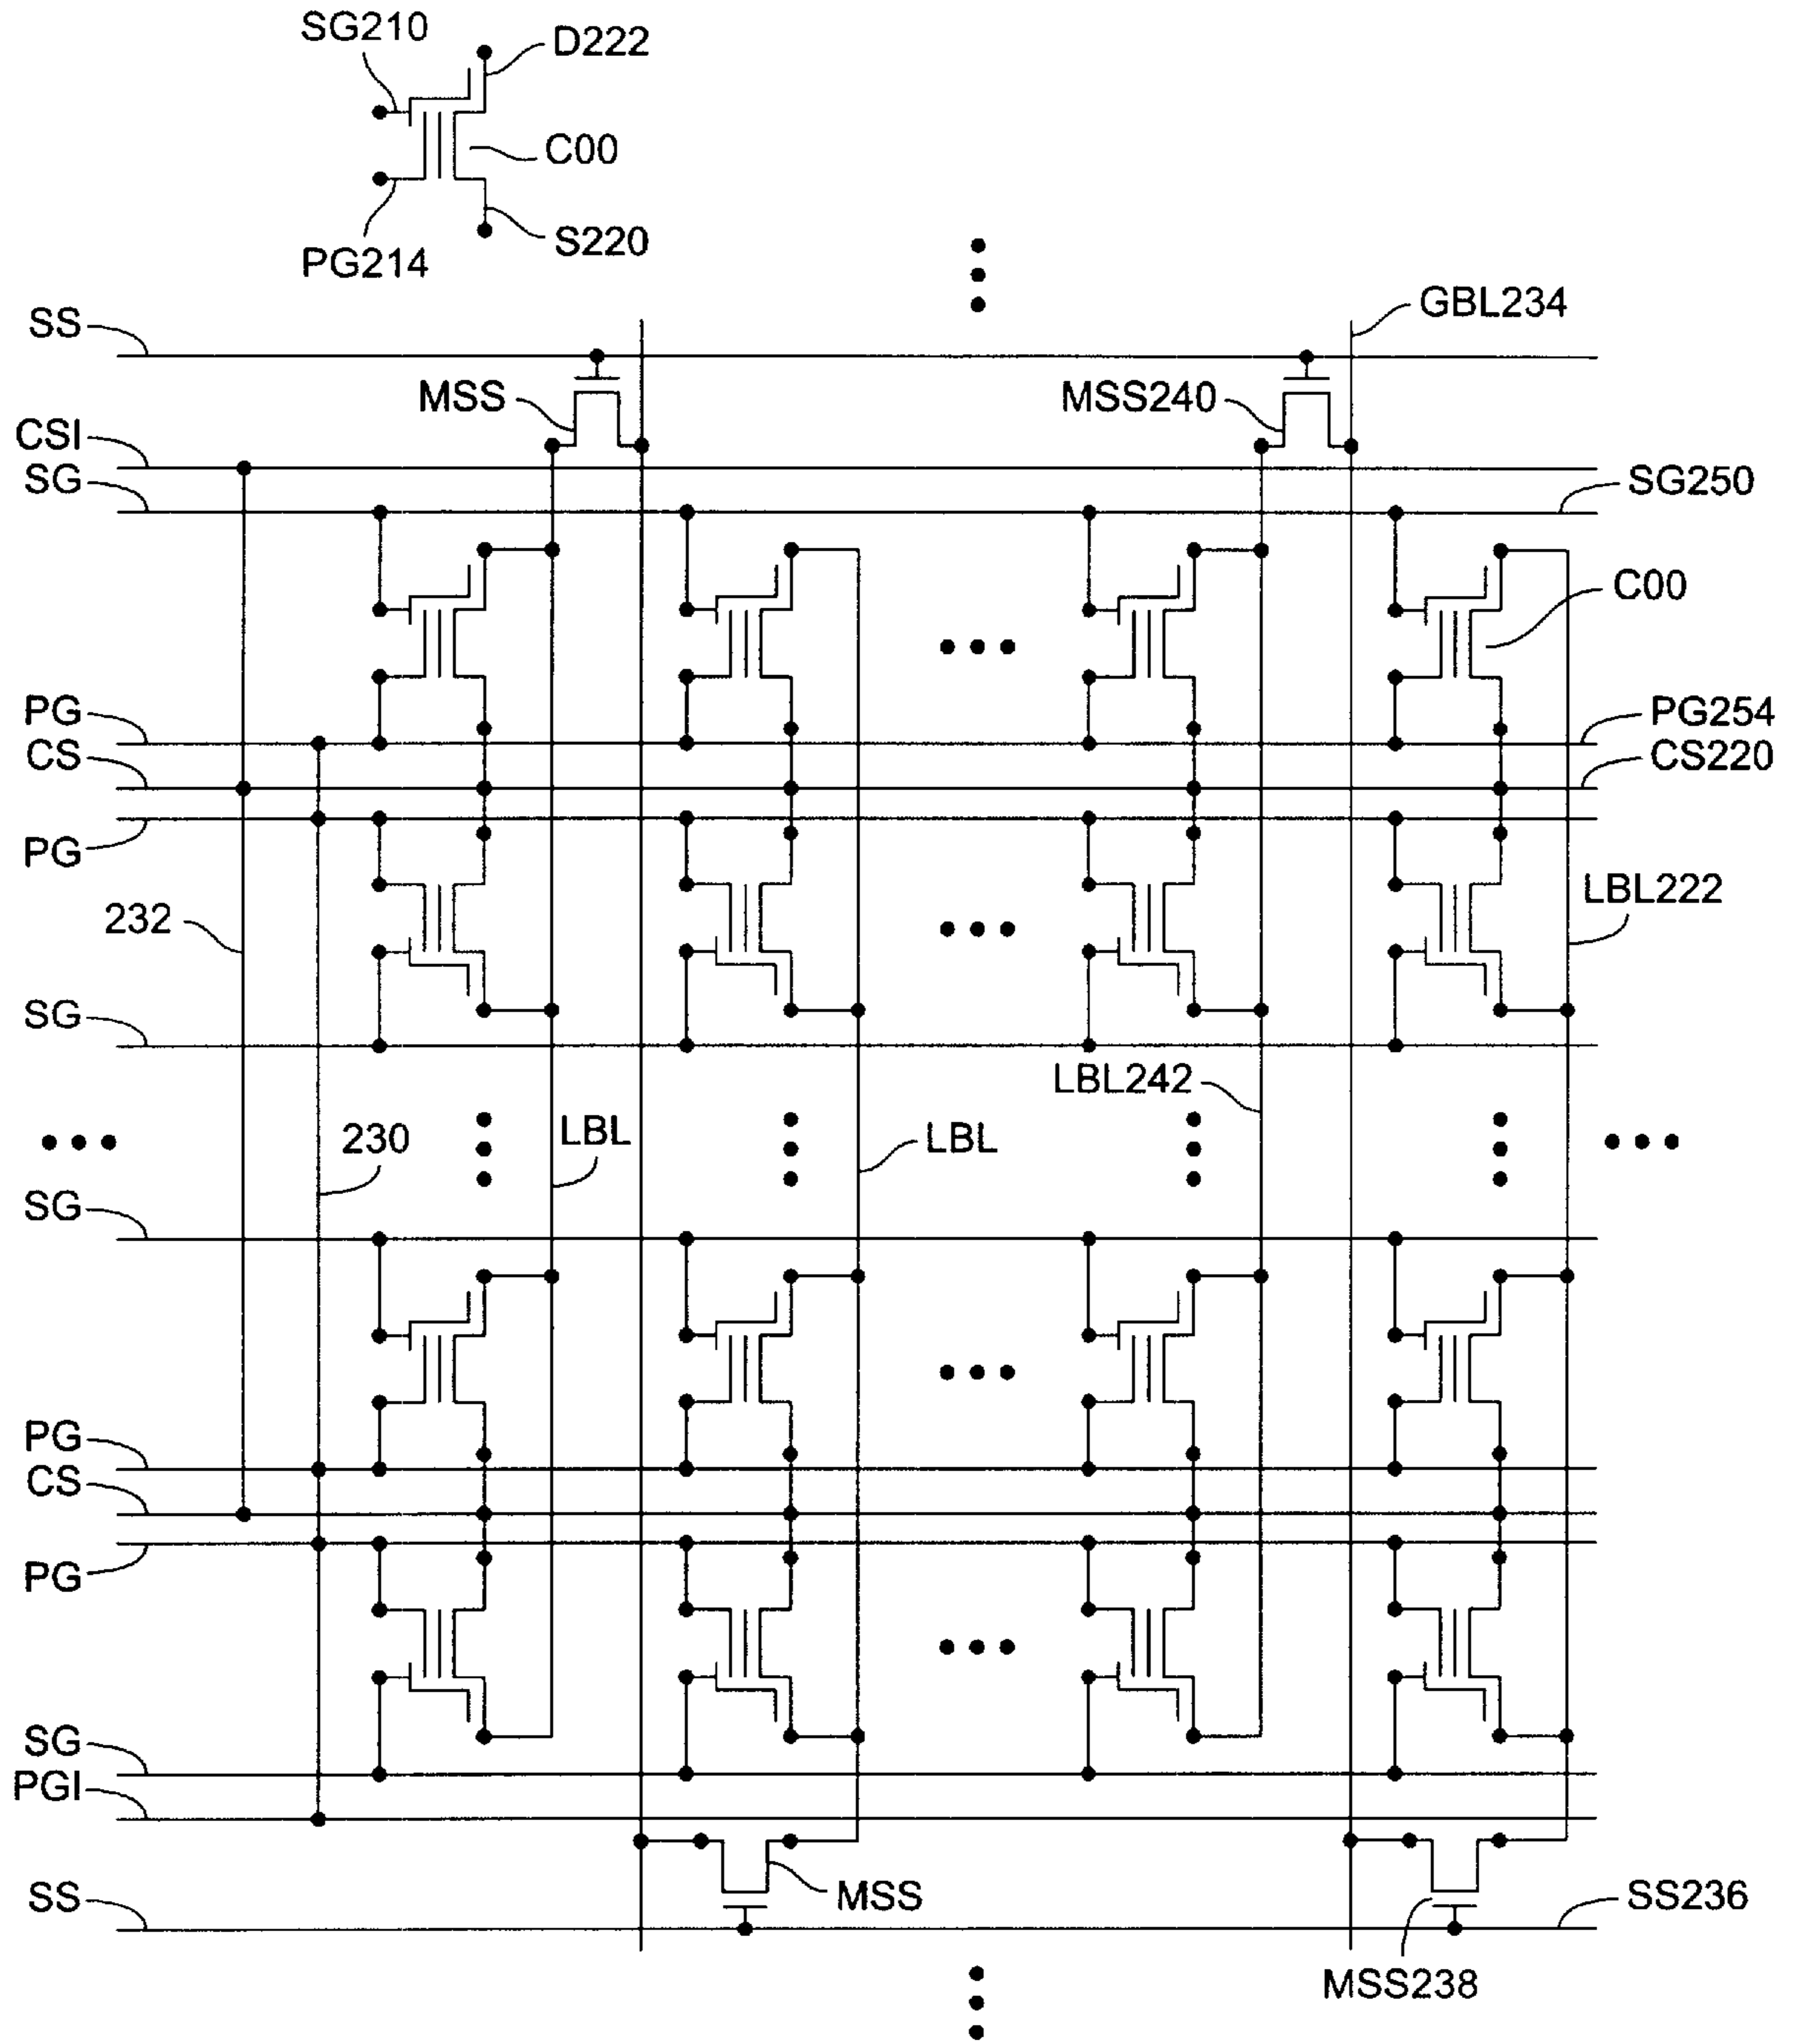 SG210
D222
C00
S220
PG214
GBL234
SS
MSS
MSS240
CSI
SG
SG250
C00
PG
PG254
CS
CS220
PG
LBL222
232
SG
LBL242
230
LBL
LBL
SG
PG
CS
PG
SG
PGI
MSS
SS
SS236
MSS238